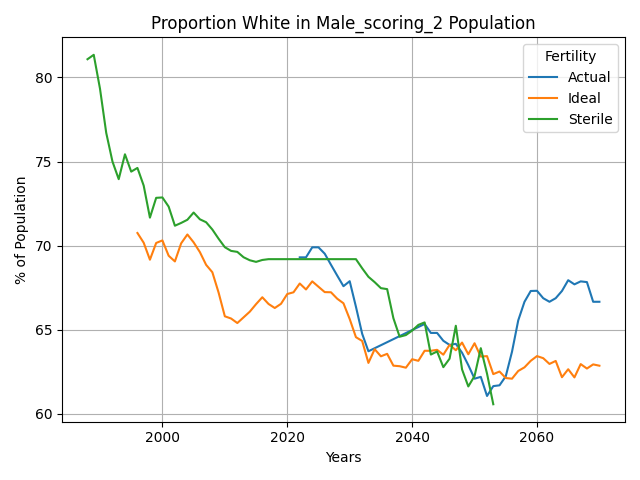 Proportion White in Male_scoring_2 Population
Fertility
Actual
Ideal
Sterile
% of Population
80
75
70
65
60
2000
2020
2040
2060
Years